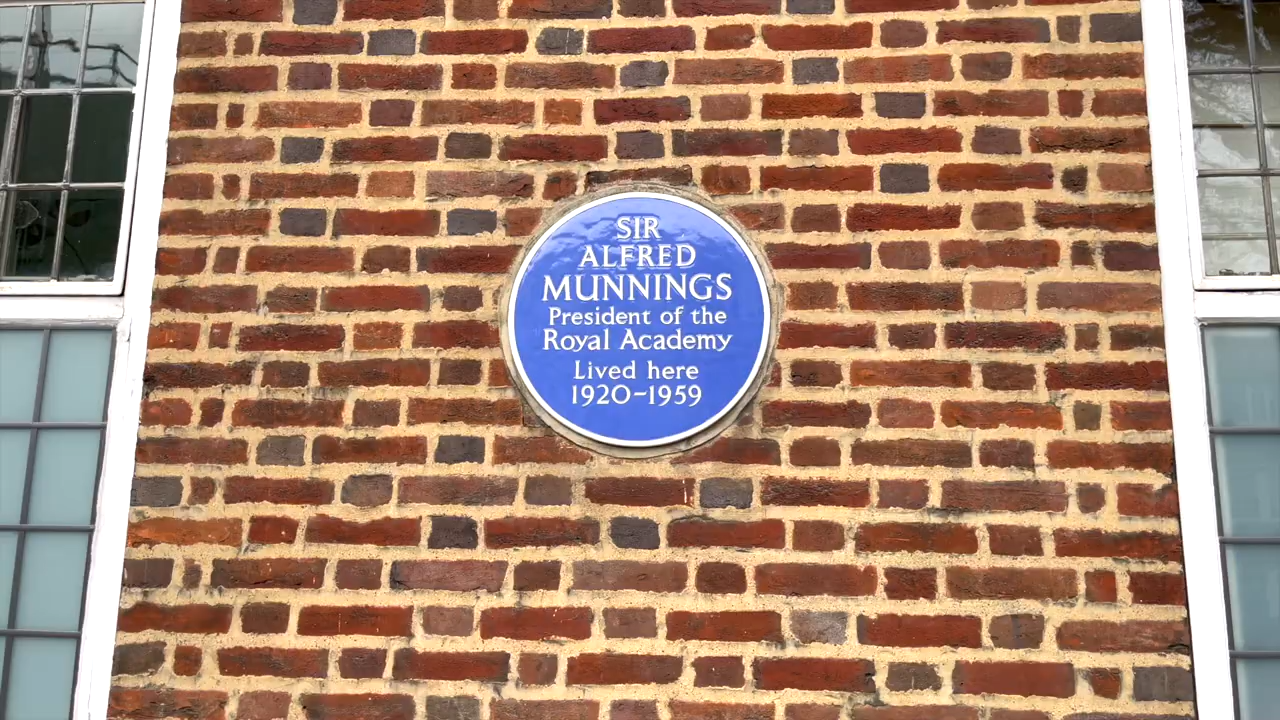 SIR
ALFRED
MUNNINGS
President of the
Royal Academy
Lived here
1920-1959